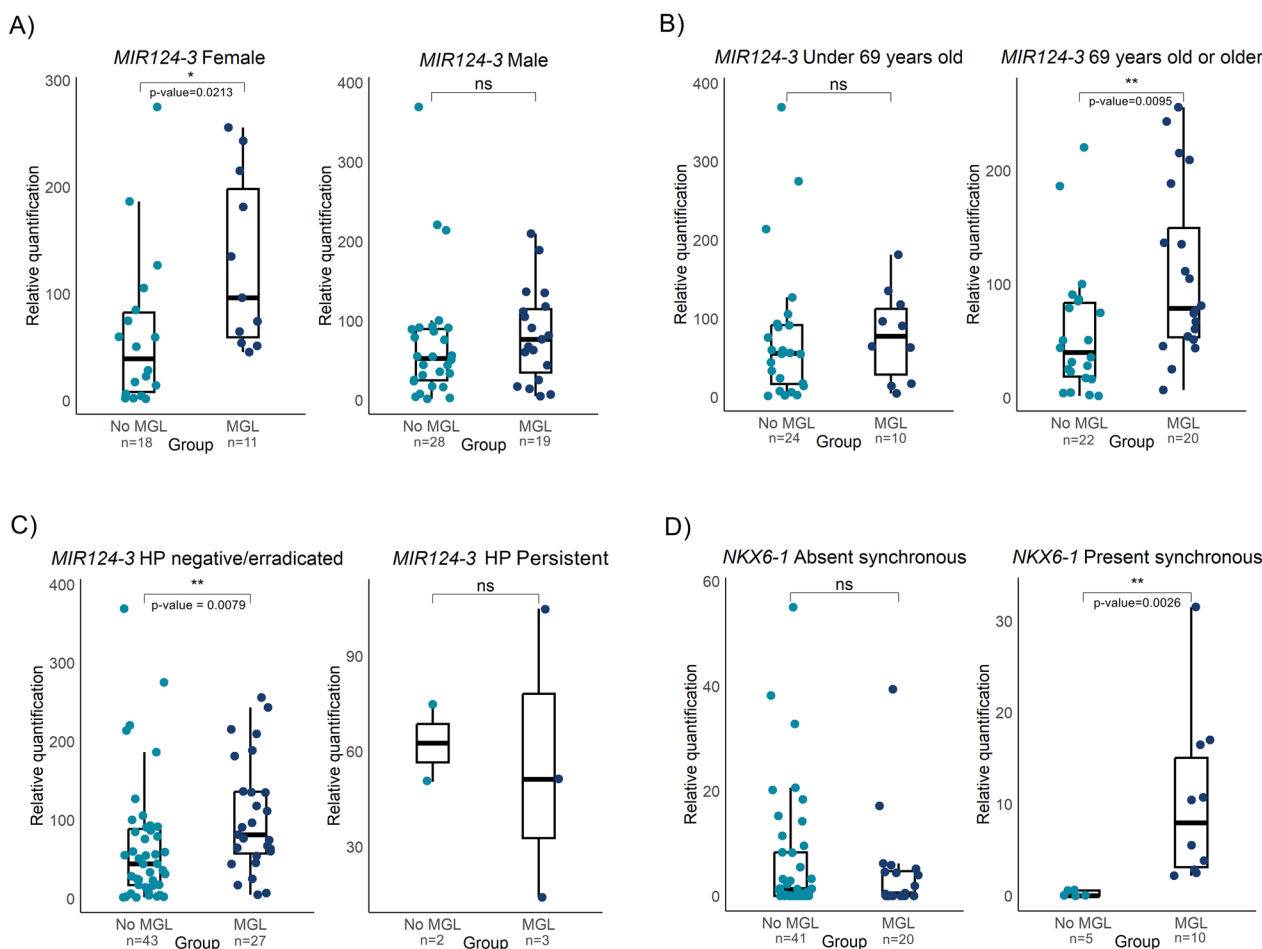 A)
MIR124-3 Female
*
p-value=0.0213
300
200
100
0
Relative quantification
No MGL
n=18
MGL
n=11
Group
MIR124-3 Male
ns
400
300
200
100
0
Relative quantification
No MGL
n=28
MGL
n=19
Group
B)
MIR124-3 Under 69 years old
ns
400
300
200
100
0
Relative quantification
No MGL
n=24
MGL
n=10
Group
MIR124-3 69 years old or older
**
p-value=0.0095
200
100
0
Relative quantification
No MGL
n=22
MGL
n=20
Group
C)
MIR124-3 HP negative/erradicated
**
p-value = 0.0079
400
300
200
100
0
Relative quantification
No MGL
n=43
MGL
n=27
Group
MIR124-3 HP Persistent
ns
90
60
30
Relative quantification
No MGL
n=2
MGL
n=3
Group
D)
NKX6-1 Absent synchronous
ns
60
40
20
0
Relative quantification
No MGL
n=41
MGL
n=20
Group
NKX6-1 Present synchronous
**
p-value=0.0026
30
20
10
0
Relative quantification
No MGL
n=5
MGL
n=10
Group